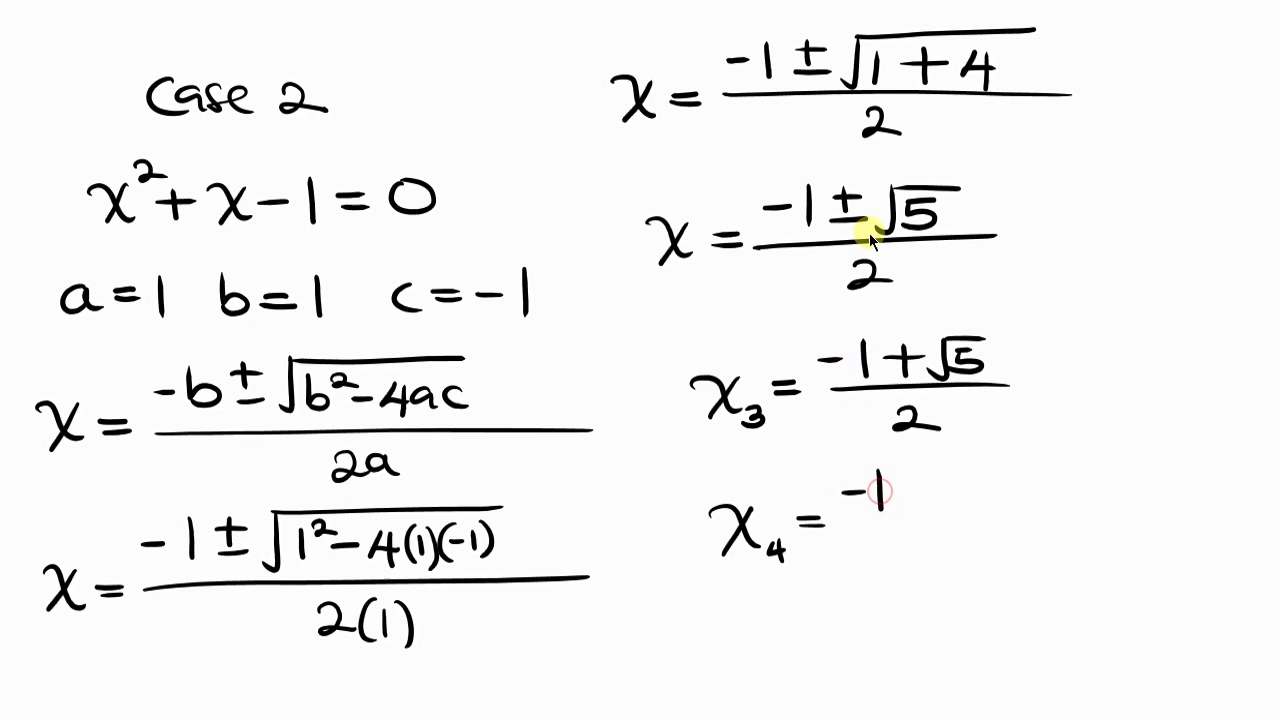 Case 2
x² + x - 1 = 0
a = 1 b = 1 c = -1
x = (-b ± √(b² - 4ac)) / 2a
x = (-1 ± √(1² - 4(1)(-1))) / 2(1)
x = (-1 ± √(1 + 4)) / 2
x = (-1 ± √5) / 2
x₃ = (-1 + √5) / 2
x₄ = -1